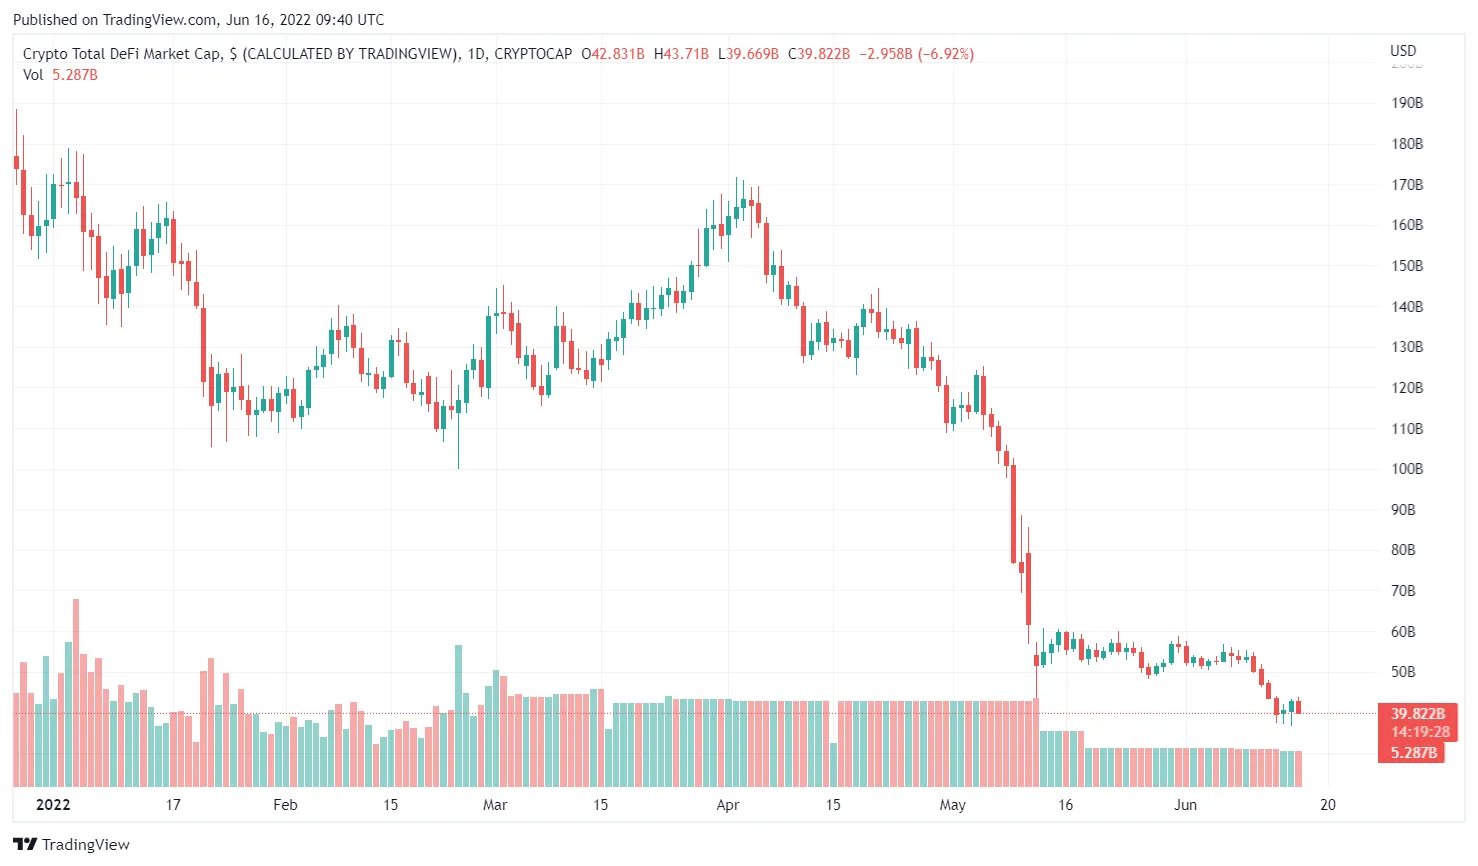 Published on TradingView.com, Jun 16, 2022 09:40 UTC
Crypto Total DeFi Market Cap, $ (CALCULATED BY TRADINGVIEW), 1D, CRYPTOCAP O42.831B H43.71B L39.669B C39.822B −2.958B (−6.92%)
Vol 5.287B
USD
200B
190B
180B
170B
160B
150B
140B
130B
120B
110B
100B
90B
80B
70B
60B
50B
39.822B
14:19:28
5.287B
2022 17 Feb 15 Mar 15 Apr 15 May 16 Jun 20
TradingView